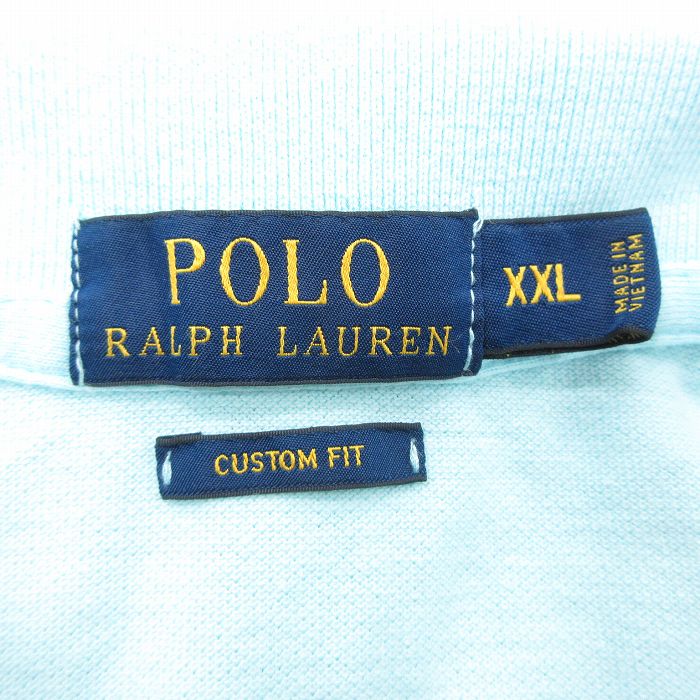 POLO
RALPH LAUREN
XXL
MADE IN
VIETNAM
CUSTOM FIT